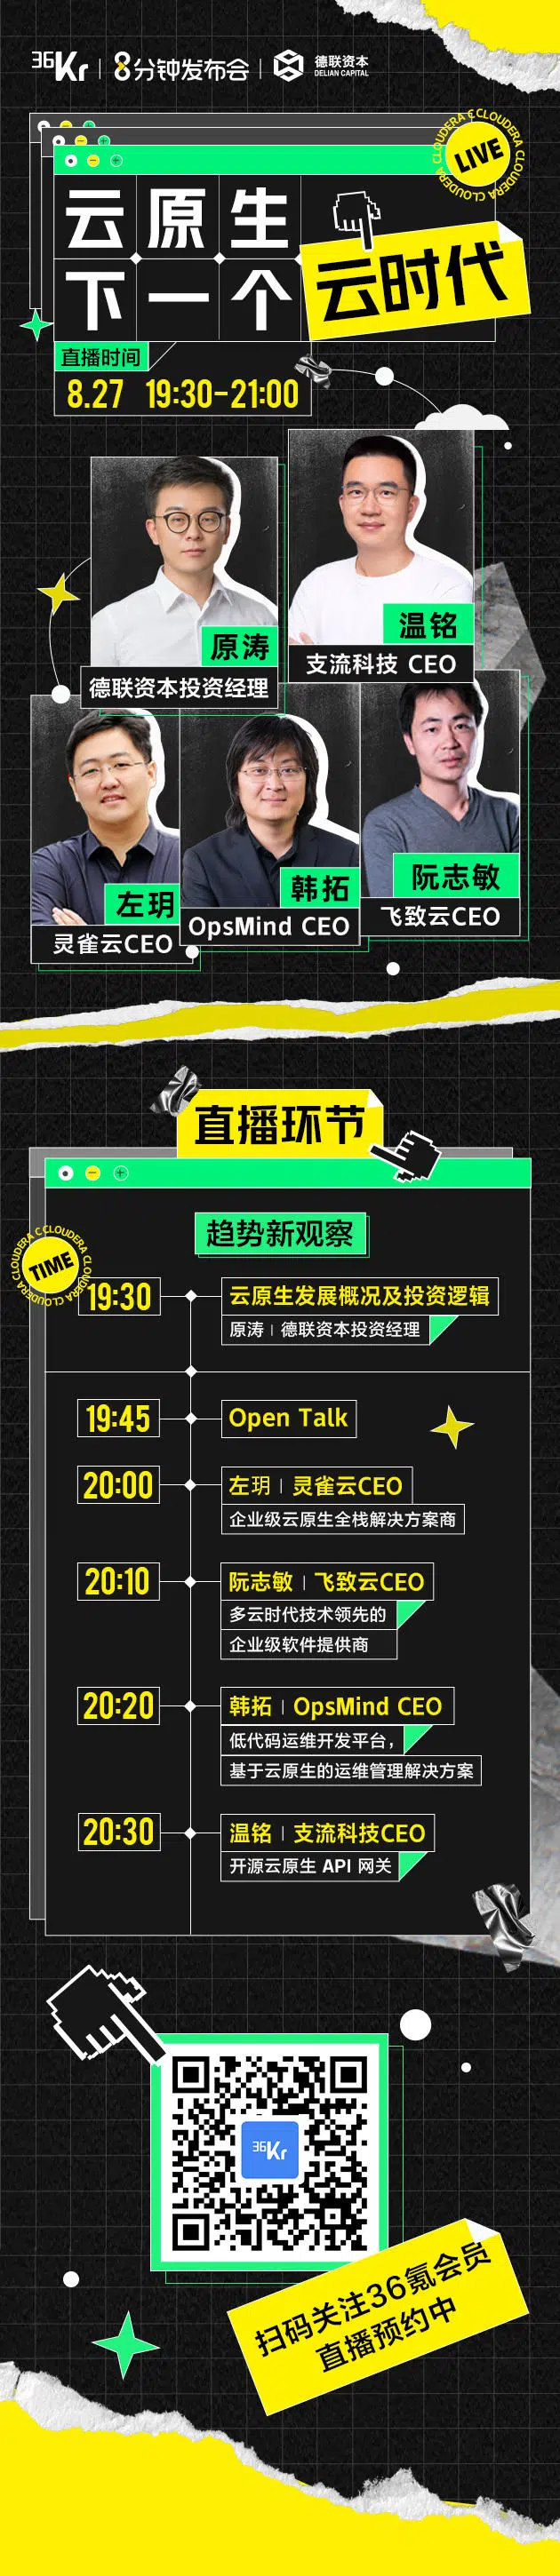 36Kr | 8分钟发布会 | 德联资本
DELIAN CAPITAL
CLOUDERA CLOUDERA CLOUDERA C
LIVE
云原生
下一个
云时代
直播时间
8.27 19:30-21:00
原涛
德联资本投资经理
温铭
支流科技 CEO
左玥
灵雀云CEO
韩拓
OpsMind CEO
阮志敏
飞致云CEO
直播环节
趋势新观察
CLOUDERA CLOUDERA CLOUDERA C
TIME
19:30
云原生发展概况及投资逻辑
原涛 | 德联资本投资经理
19:45
Open Talk
20:00
左玥 | 灵雀云CEO
企业级云原生全栈解决方案商
20:10
阮志敏 | 飞致云CEO
多云时代技术领先的
企业级软件提供商
20:20
韩拓 | OpsMind CEO
低代码运维开发平台，
基于云原生的运维管理解决方案
20:30
温铭 | 支流科技CEO
开源云原生 API 网关
36Kr
扫码关注36氪会员
直播预约中